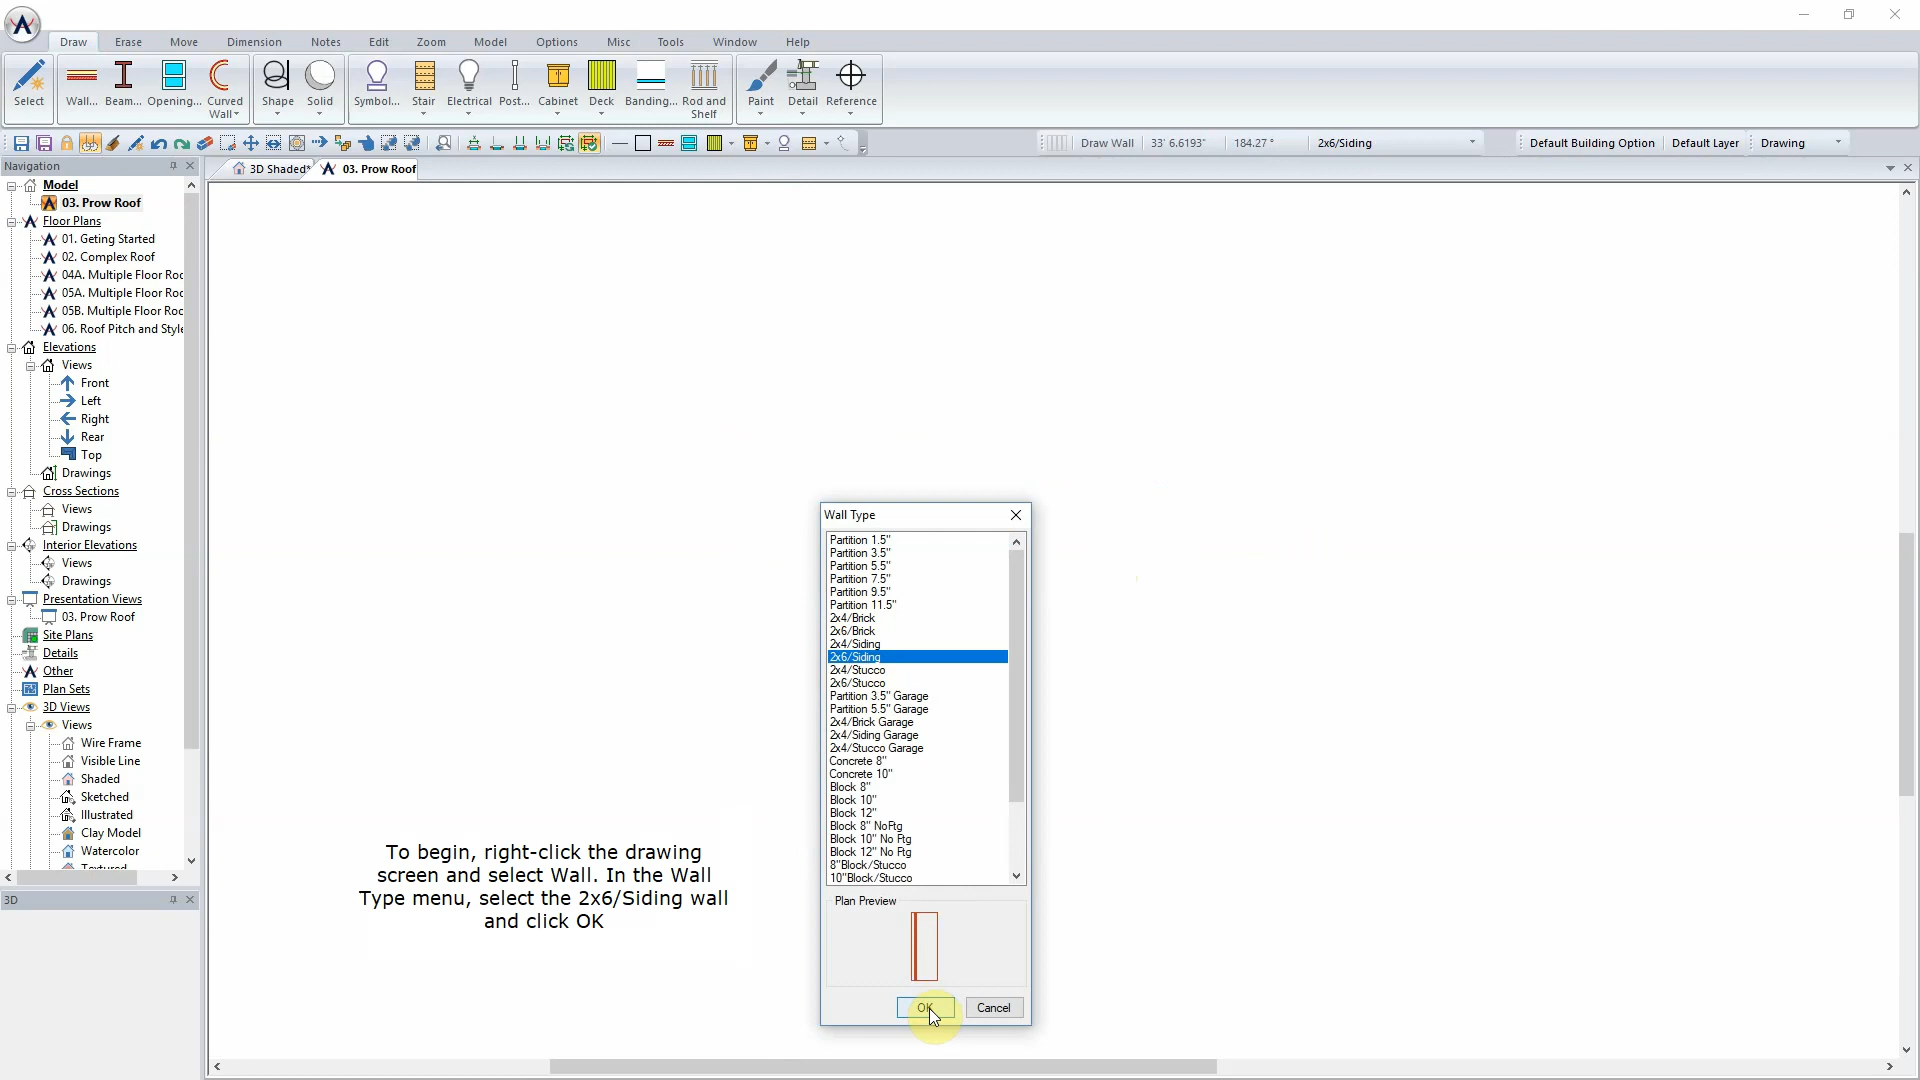 Draw Erase Move Dimension Notes Edit Zoom Model Options Misc Tools Window Help
Select Wall... Beam... Opening... Curved Wall Shape Solid Symbol... Stair Electrical Post... Cabinet Deck Banding... Rod and Shelf Paint Detail Reference
Draw Wall 33' 6.6193" 184.27 ° 2x6/Siding Default Building Option Default Layer Drawing
Navigation
3D Shaded* 03. Prow Roof
Model
03. Prow Roof
Floor Plans
01. Geting Started
02. Complex Roof
04A. Multiple Floor Roo
05A. Multiple Floor Roo
05B. Multiple Floor Roo
06. Roof Pitch and Style
Elevations
Views
Front
Left
Right
Rear
Top
Drawings
Cross Sections
Views
Drawings
Interior Elevations
Views
Drawings
Presentation Views
03. Prow Roof
Site Plans
Details
Other
Plan Sets
3D Views
Views
Wire Frame
Visible Line
Shaded
Sketched
Illustrated
Clay Model
Watercolor
Textured
3D
Wall Type
Partition 1.5"
Partition 3.5"
Partition 5.5"
Partition 7.5"
Partition 9.5"
Partition 11.5"
2x4/Brick
2x6/Brick
2x4/Siding
2x6/Siding
2x4/Stucco
2x6/Stucco
Partition 3.5" Garage
Partition 5.5" Garage
2x4/Brick Garage
2x4/Siding Garage
2x4/Stucco Garage
Concrete 8"
Concrete 10"
Block 8"
Block 10"
Block 12"
Block 8" NoFtg
Block 10" No Ftg
Block 12" No Ftg
8"Block/Stucco
10"Block/Stucco
Plan Preview
OK Cancel
To begin, right-click the drawing
screen and select Wall. In the Wall
Type menu, select the 2x6/Siding wall
and click OK